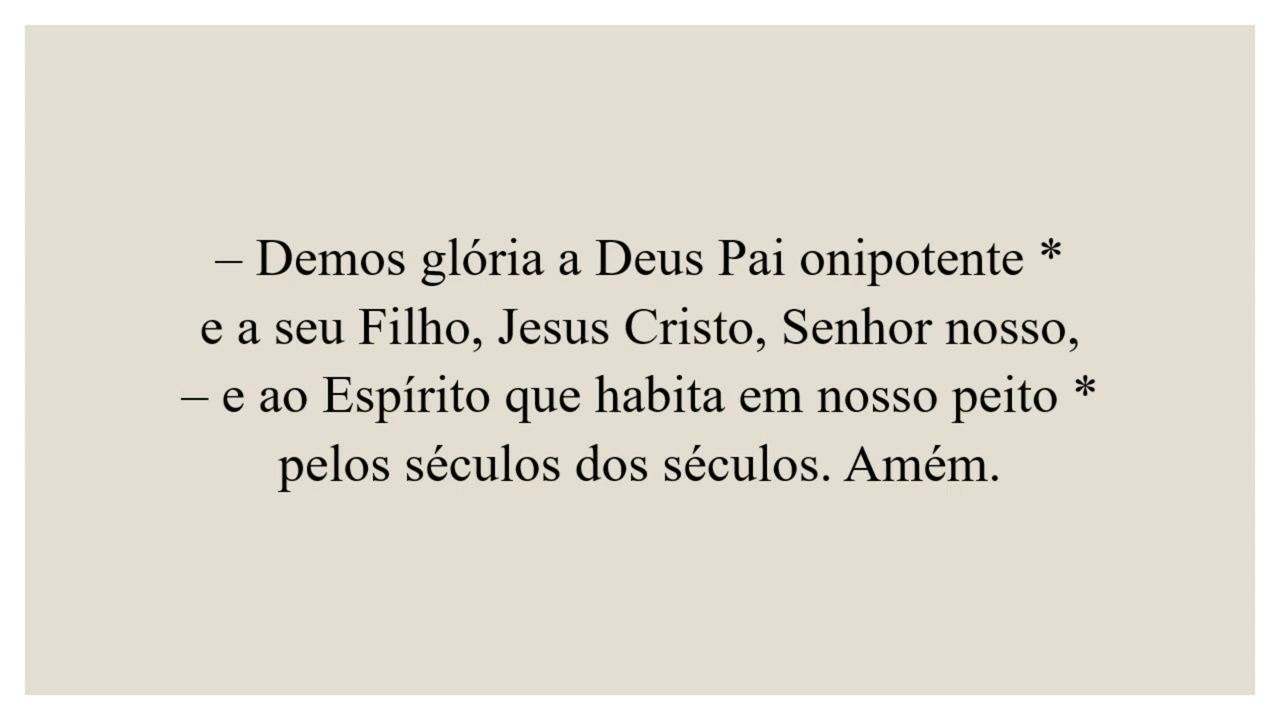 – Demos glória a Deus Pai onipotente *
e a seu Filho, Jesus Cristo, Senhor nosso,
– e ao Espírito que habita em nosso peito *
pelos séculos dos séculos. Amém.